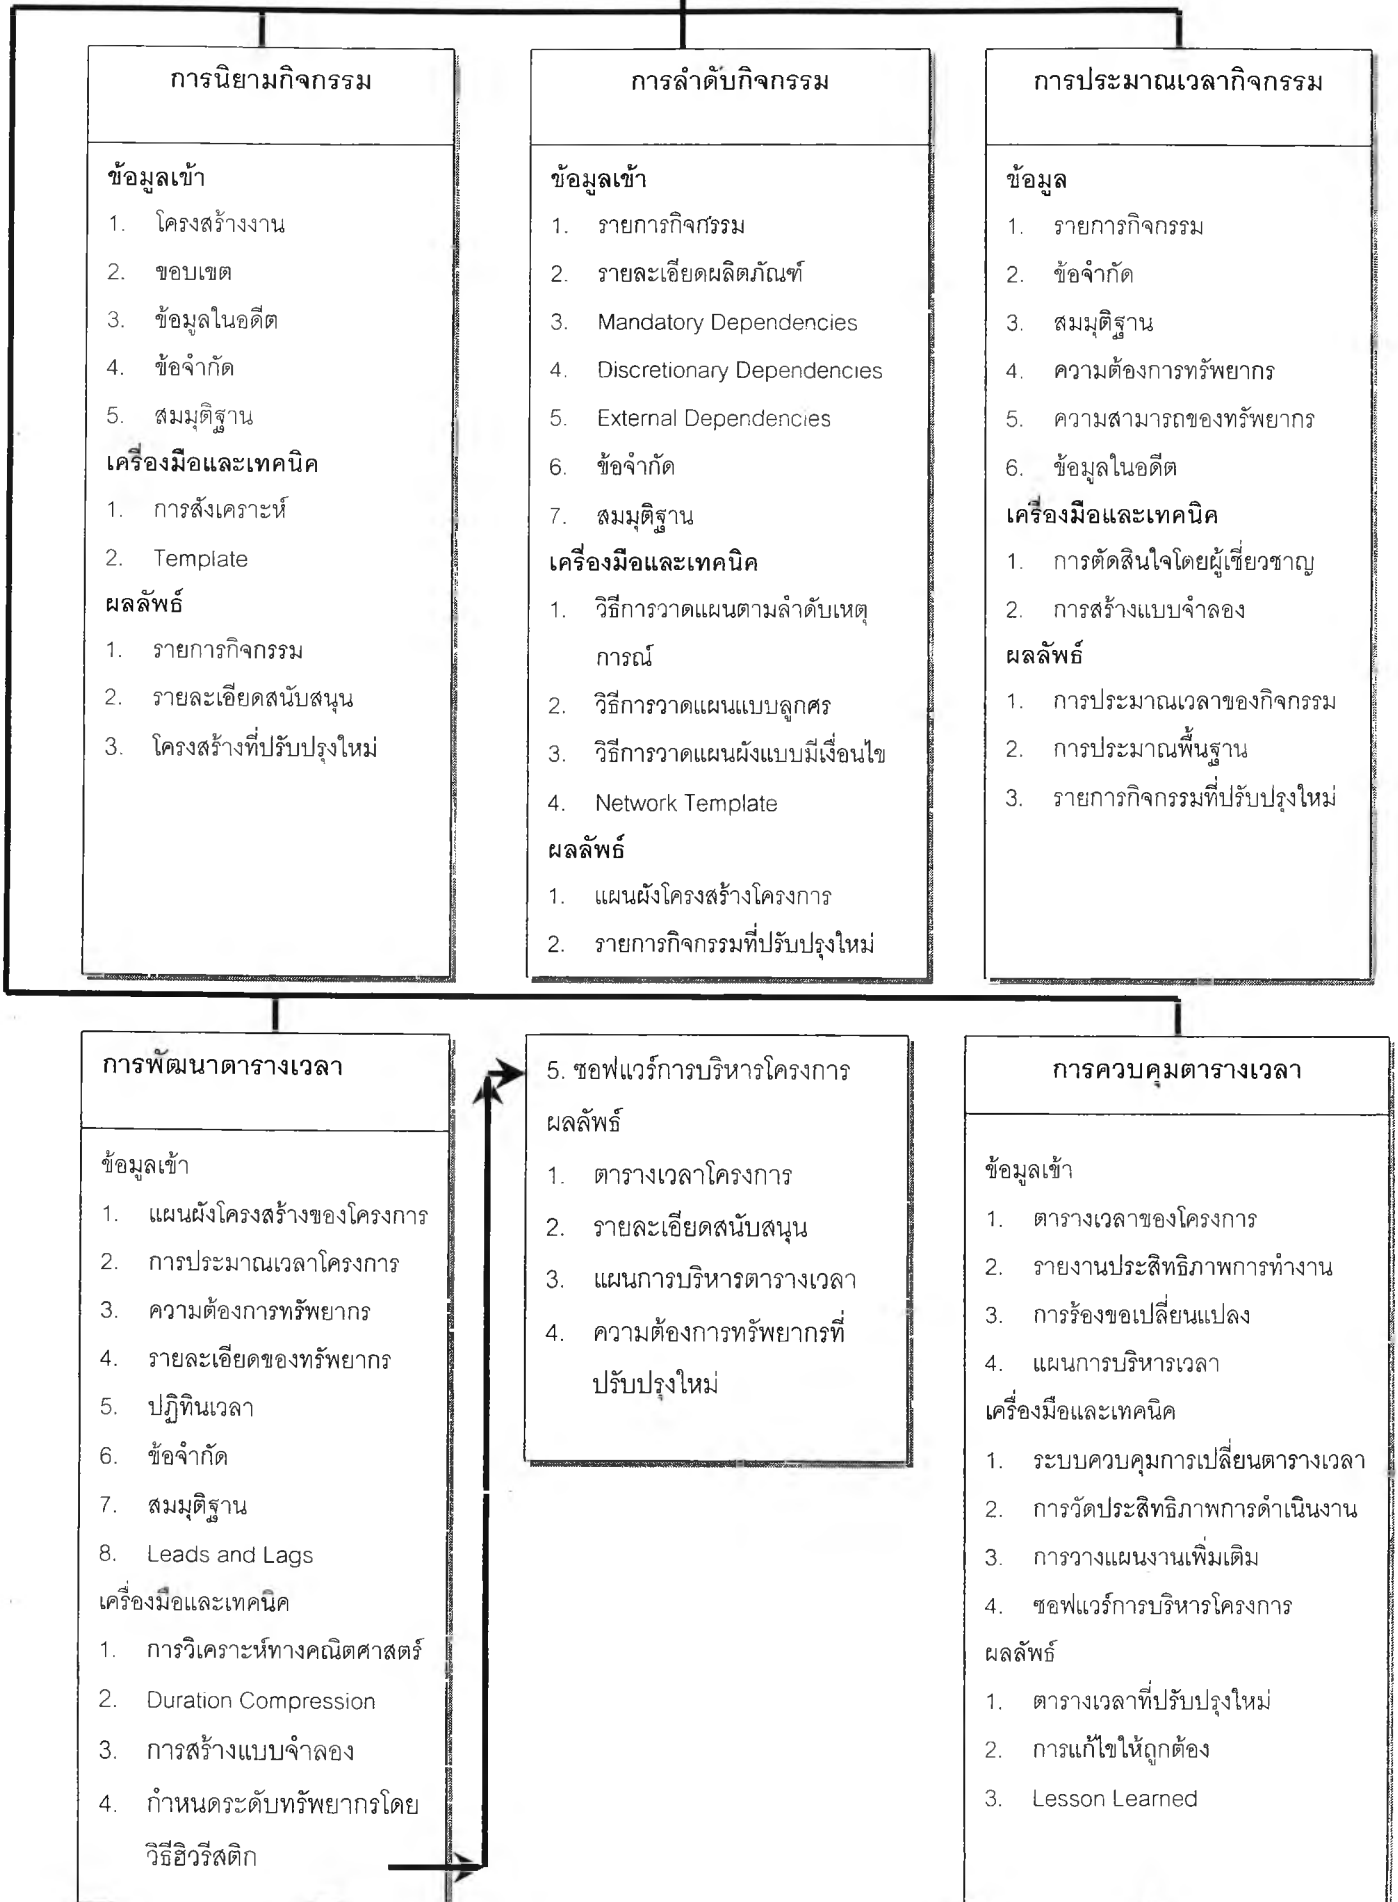 การนิยามกิจกรรม
ข้อมูลเข้า
1. โครงสร้างงาน
2. ขอบเขต
3. ข้อมูลในอดีต
4. ข้อจำกัด
5. สมมุติฐาน
เครื่องมือและเทคนิค
1. การสังเคราะห์
2. Template
ผลลัพธ์
1. รายการกิจกรรม
2. รายละเอียดสนับสนุน
3. โครงสร้างที่ปรับปรุงใหม่
การลำดับกิจกรรม
ข้อมูลเข้า
1. รายการกิจกรรม
2. รายละเอียดผลิตภัณฑ์
3. Mandatory Dependencies
4. Discretionary Dependencies
5. External Dependencies
6. ข้อจำกัด
7. สมมุติฐาน
เครื่องมือและเทคนิค
1. วิธีการวาดแผนตามลำดับเหตุ
การณ์
2. วิธีการวาดแผนแบบลูกศร
3. วิธีการวาดแผนผังแบบมีเงื่อนไข
4. Network Template
ผลลัพธ์
1. แผนผังโครงสร้างโครงการ
2. รายการกิจกรรมที่ปรับปรุงใหม่
การประมาณเวลากิจกรรม
ข้อมูล
1. รายการกิจกรรม
2. ข้อจำกัด
3. สมมุติฐาน
4. ความต้องการทรัพยากร
5. ความสามารถของทรัพยากร
6. ข้อมูลในอดีต
เครื่องมือและเทคนิค
1. การตัดสินใจโดยผู้เชี่ยวชาญ
2. การสร้างแบบจำลอง
ผลลัพธ์
1. การประมาณเวลาของกิจกรรม
2. การประมาณพื้นฐาน
3. รายการกิจกรรมที่ปรับปรุงใหม่
การพัฒนาตารางเวลา
ข้อมูลเข้า
1. แผนผังโครงสร้างของโครงการ
2. การประมาณเวลาโครงการ
3. ความต้องการทรัพยากร
4. รายละเอียดของทรัพยากร
5. ปฏิทินเวลา
6. ข้อจำกัด
7. สมมุติฐาน
8. Leads and Lags
เครื่องมือและเทคนิค
1. การวิเคราะห์ทางคณิตศาสตร์
2. Duration Compression
3. การสร้างแบบจำลอง
4. กำหนดระดับทรัพยากรโดย
วิธีฮิวรีสติก
5. ซอฟแวร์การบริหารโครงการ
ผลลัพธ์
1. ตารางเวลาโครงการ
2. รายละเอียดสนับสนุน
3. แผนการบริหารตารางเวลา
4. ความต้องการทรัพยากรที่
ปรับปรุงใหม่
การควบคุมตารางเวลา
ข้อมูลเข้า
1. ตารางเวลาของโครงการ
2. รายงานประสิทธิภาพการทำงาน
3. การร้องขอเปลี่ยนแปลง
4. แผนการบริหารเวลา
เครื่องมือและเทคนิค
1. ระบบควบคุมการเปลี่ยนตารางเวลา
2. การวัดประสิทธิภาพการดำเนินงาน
3. การวางแผนงานเพิ่มเติม
4. ซอฟแวร์การบริหารโครงการ
ผลลัพธ์
1. ตารางเวลาที่ปรับปรุงใหม่
2. การแก้ไขให้ถูกต้อง
3. Lesson Learned